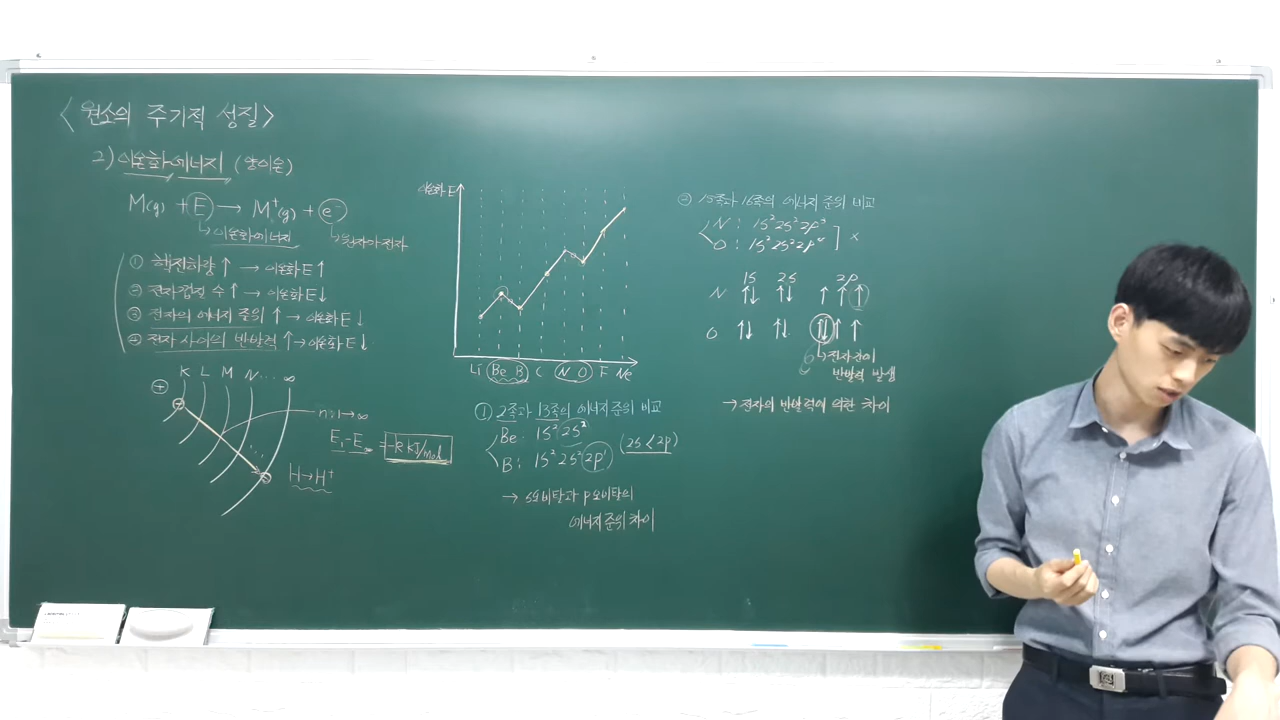 <원소의 주기적 성질>
2) 이온화에너지 (양이온)
M(g) + E → M⁺(g) + e⁻
↳ 이온화에너지
↳ 원자가 전자
① 핵전하량 ↑ → 이온화E ↑
② 전자껍질 수 ↑ → 이온화E ↓
③ 전자의 에너지 준위 ↑ → 이온화E ↓
④ 전자 사이의 반발력 ↑ → 이온화E ↓
K L M N ... ∞
n=1 → ∞
E₁-E∞ = -R kJ/mol
H → H⁺
이온화E
Li Be B C N O F Ne
① 2족과 13족의 에너지준위 비교
Be: 1s² 2s²
B: 1s² 2s² 2p¹ (2s < 2p)
→ s오비탈과 p오비탈의
에너지준위 차이
② 15족과 16족의 에너지 준위 비교
N : 1s² 2s² 2p³
O : 1s² 2s² 2p⁴ ] ×
1s 2s 2p
N ↑↓ ↑↓ ↑ ↑ ↑
O ↑↓ ↑↓ ↑↓ ↑ ↑
↳ 전자간의
반발력 발생
→ 전자의 반발력에 의한 차이